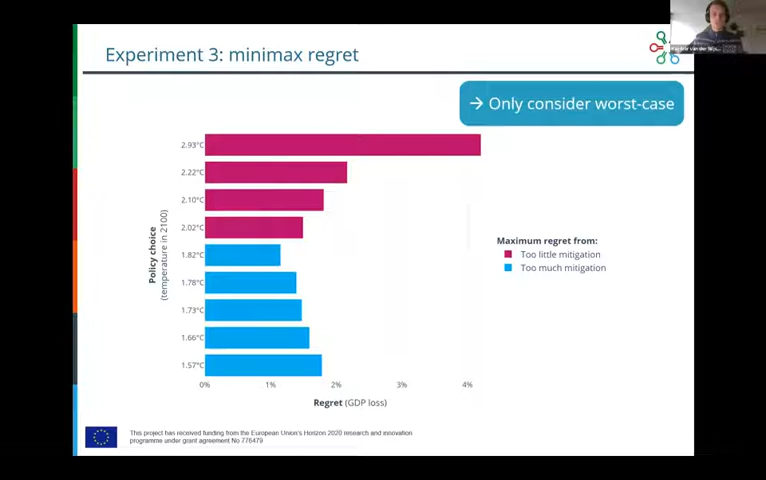 Experiment 3: minimax regret
→ Only consider worst-case
Policy choice
(temperature in 2100)
2.93°C
2.22°C
2.10°C
2.02°C
1.82°C
1.78°C
1.73°C
1.66°C
1.57°C
0% 1% 2% 3% 4%
Regret (GDP loss)
Maximum regret from:
Too little mitigation
Too much mitigation
This project has received funding from the European Union's Horizon 2020 research and innovation
programme under grant agreement No 776479